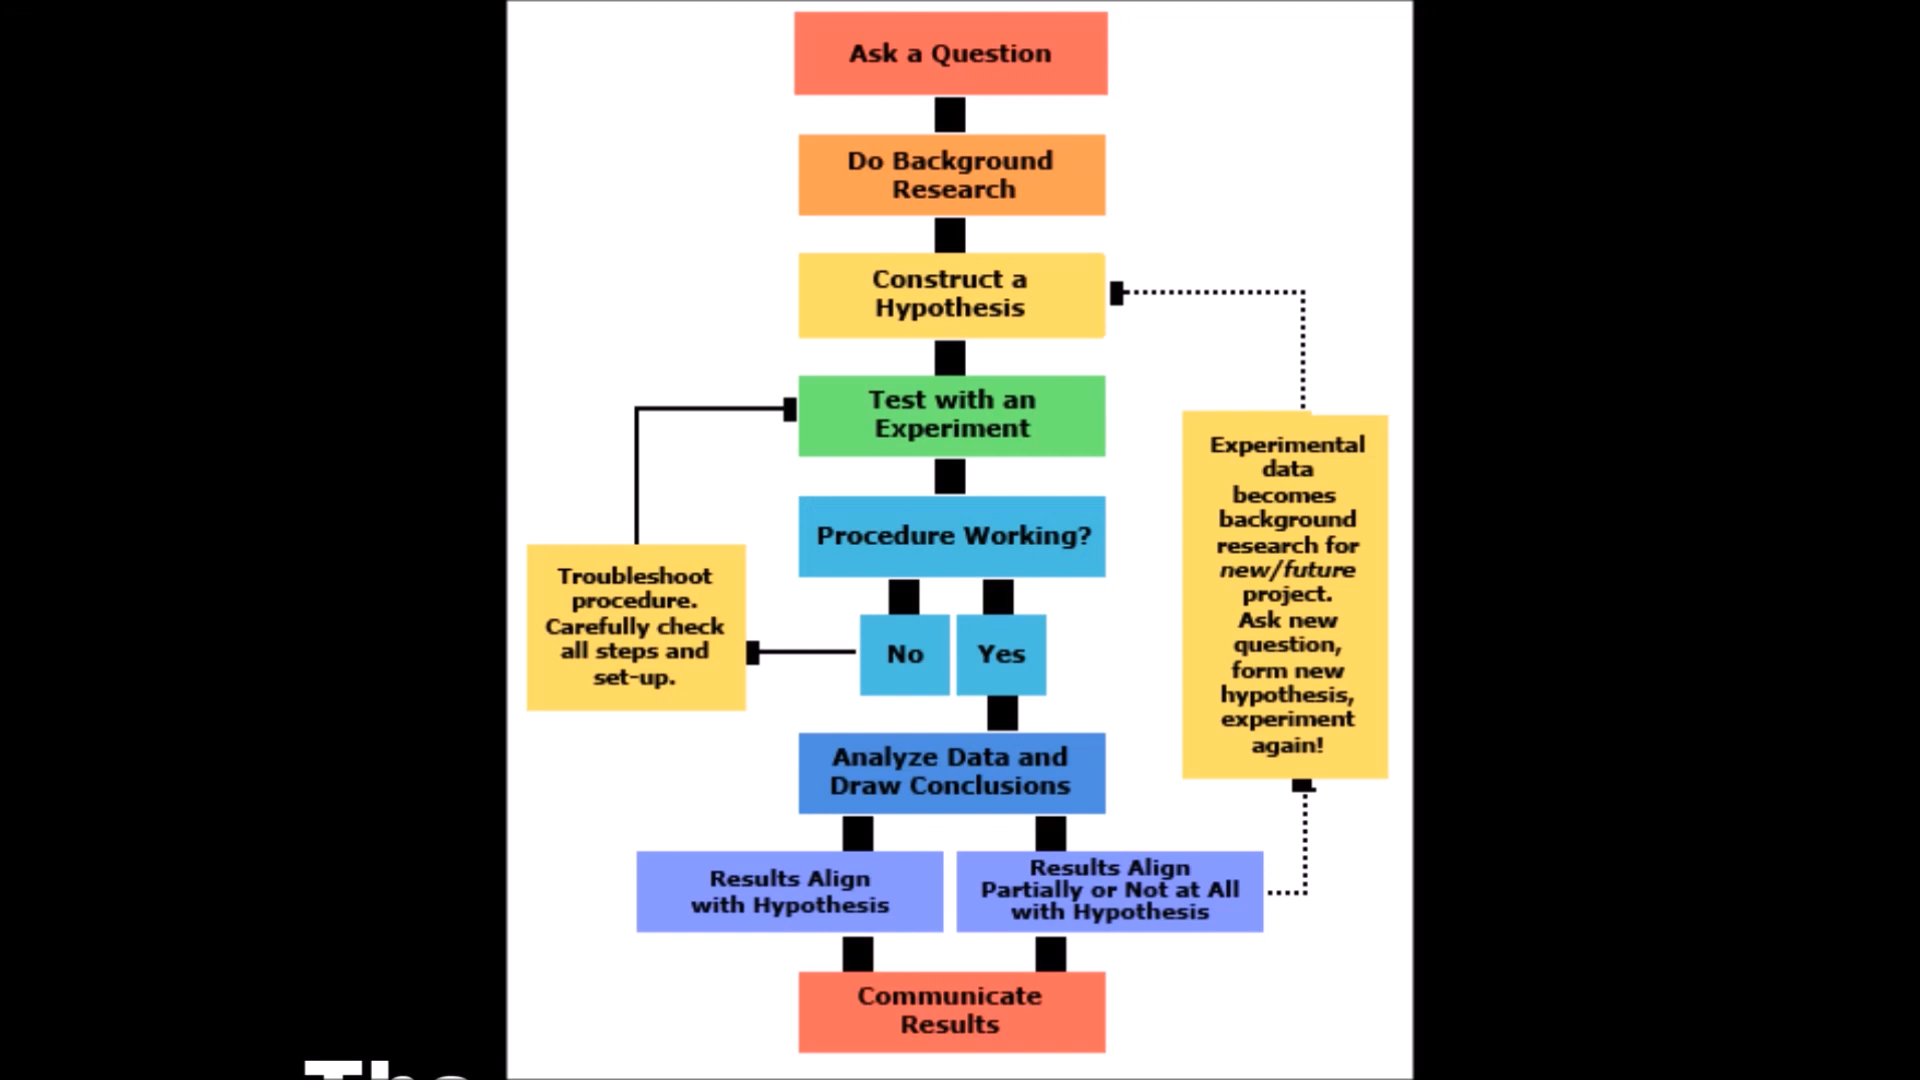 Ask a Question
Do Background
Research
Construct a
Hypothesis
Test with an
Experiment
Procedure Working?
No
Yes
Troubleshoot
procedure.
Carefully check
all steps and
set-up.
Experimental
data
becomes
background
research for
new/future
project.
Ask new
question,
form new
hypothesis,
experiment
again!
Analyze Data and
Draw Conclusions
Results Align
with Hypothesis
Results Align
Partially or Not at All
with Hypothesis
Communicate
Results